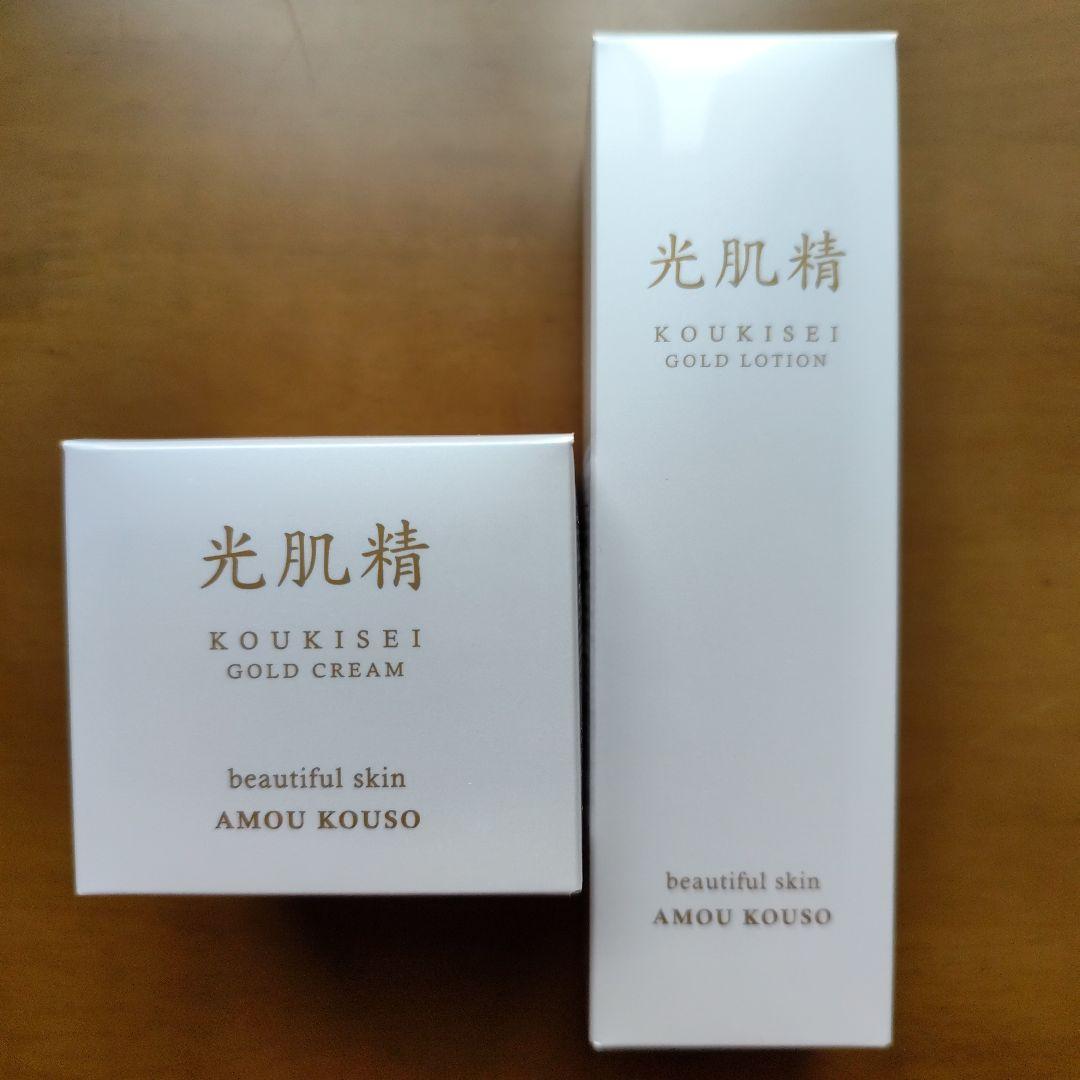 光肌精
KOUKISEI
GOLD CREAM
beautiful skin
AMOU KOUSO
光肌精
KOUKISEI
GOLD LOTION
beautiful skin
AMOU KOUSO